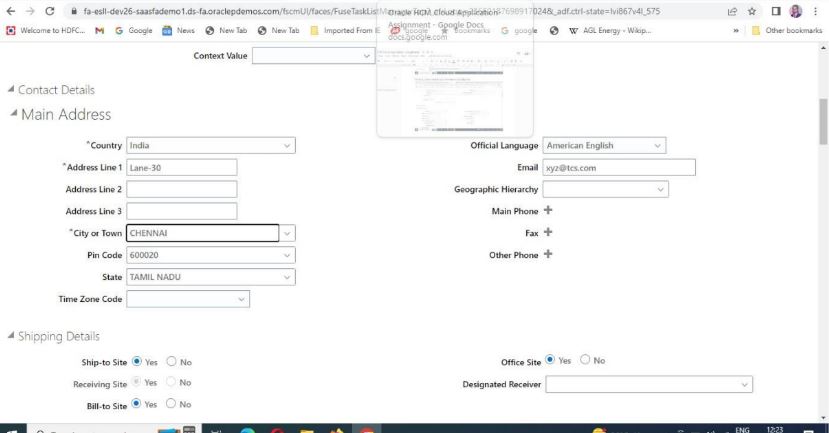 fa-esll-dev26-saasfademo1.ds-fa.oraclepdemos.com/fscmUI/faces/FuseTaskListMa
_adf.ctrl-state=lvi867v4l_575
Oracle HCM Cloud Application
Assignment - Google Docs
docs.google.com
Welcome to HDFC... Google News New Tab New Tab Imported From IE google bookmarks google AGL Energy - Wikip... » Other bookmarks
Context Value
Contact Details
Main Address
*Country India
Official Language American English
*Address Line 1 Lane-30
Email xyz@tcs.com
Address Line 2
Geographic Hierarchy
Address Line 3
Main Phone
*City or Town CHENNAI
Fax
Pin Code 600020
Other Phone
State TAMIL NADU
Time Zone Code
Shipping Details
Ship-to Site Yes No
Office Site Yes No
Receiving Site Yes No
Designated Receiver
Bill-to Site Yes No
ENG 12:23